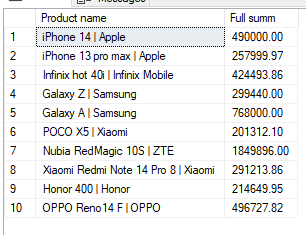 Product name Full summ
1 iPhone 14 | Apple 490000.00
2 iPhone 13 pro max | Apple 257999.97
3 Infinix hot 40i | Infinix Mobile 424493.86
4 Galaxy Z | Samsung 299440.00
5 Galaxy A | Samsung 768000.00
6 POCO X5 | Xiaomi 201312.10
7 Nubia RedMagic 10S | ZTE 1849896.00
8 Xiaomi Redmi Note 14 Pro 8 | Xiaomi 291213.86
9 Honor 400 | Honor 214649.95
10 OPPO Reno14 F | OPPO 496727.82